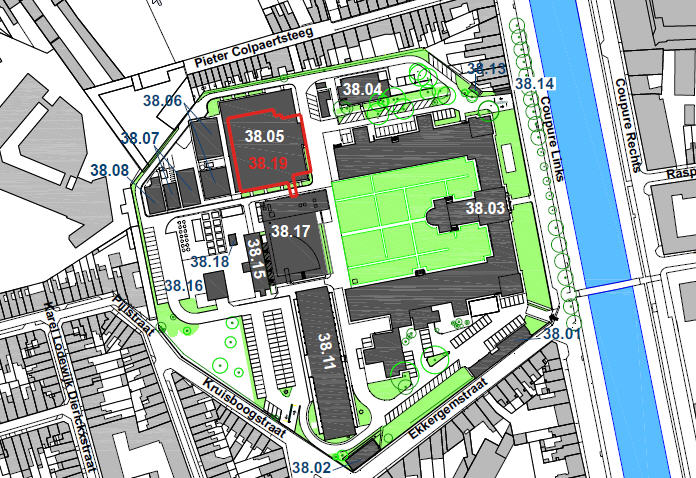 Pieter Colpaertsteeg
38.13
38.14
38.04
38.06
38.05
38.07
38.19
38.08
Coupure Links
Coupure Rechts
Rasp
38.03
38.17
38.15
38.18
38.16
Pijlstraat
38.11
38.01
Karel Lodewijk Dierickxstraat
Kruisboogstraat
Ekkergemstraat
38.02